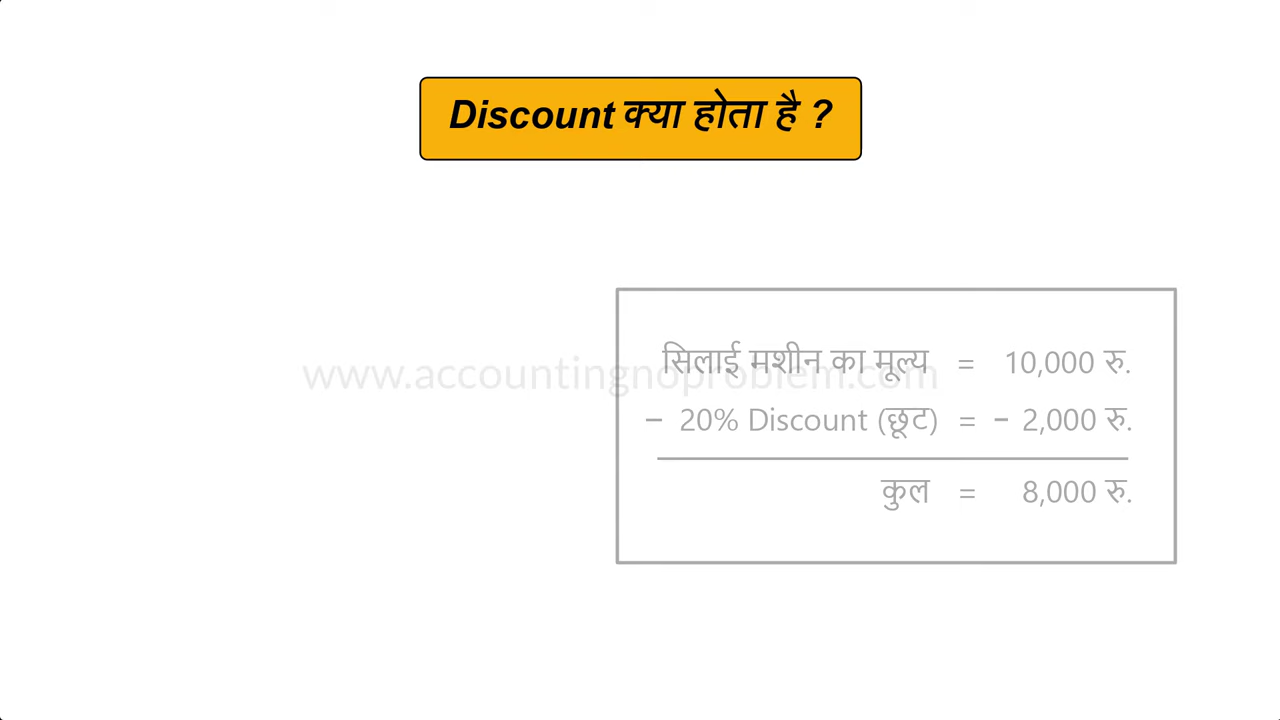 Discount क्या होता है ?
सिलाई मशीन का मूल्य = 10,000 रु.
www.accountingnoproblem.com
− 20% Discount (छूट) = − 2,000 रु.
कुल = 8,000 रु.